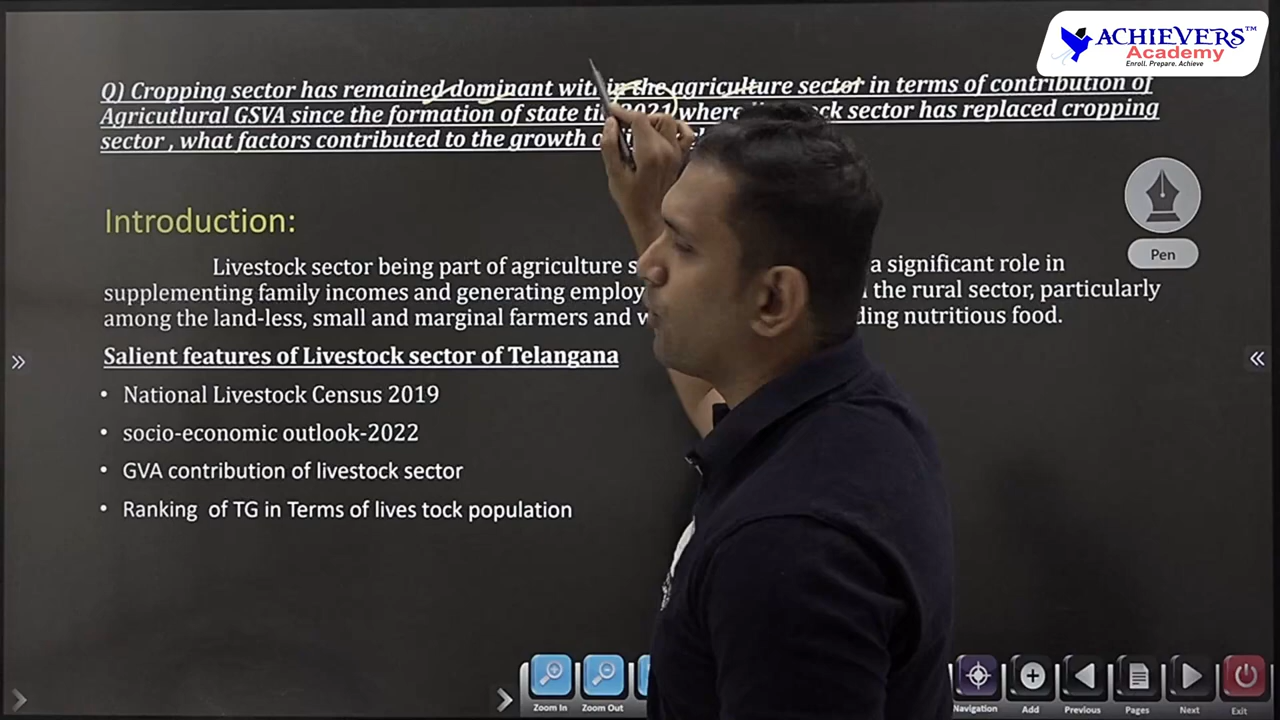 ACHIEVERS™
Academy
Enroll. Prepare. Achieve
Q) Cropping sector has remained dominant within the agriculture sector in terms of contribution of
Agricutlural GSVA since the formation of state till 2021 where sector has replaced cropping
sector , what factors contributed to the growth
Pen
Introduction:
Livestock sector being part of agriculture a significant role in
supplementing family incomes and generating the rural sector, particularly
among the land-less, small and marginal farmers and nutritious food.
Salient features of Livestock sector of Telangana
• National Livestock Census 2019
• socio-economic outlook-2022
• GVA contribution of livestock sector
• Ranking of TG in Terms of lives tock population
Zoom In Zoom Out Navigation Add Previous Pages Next Exit